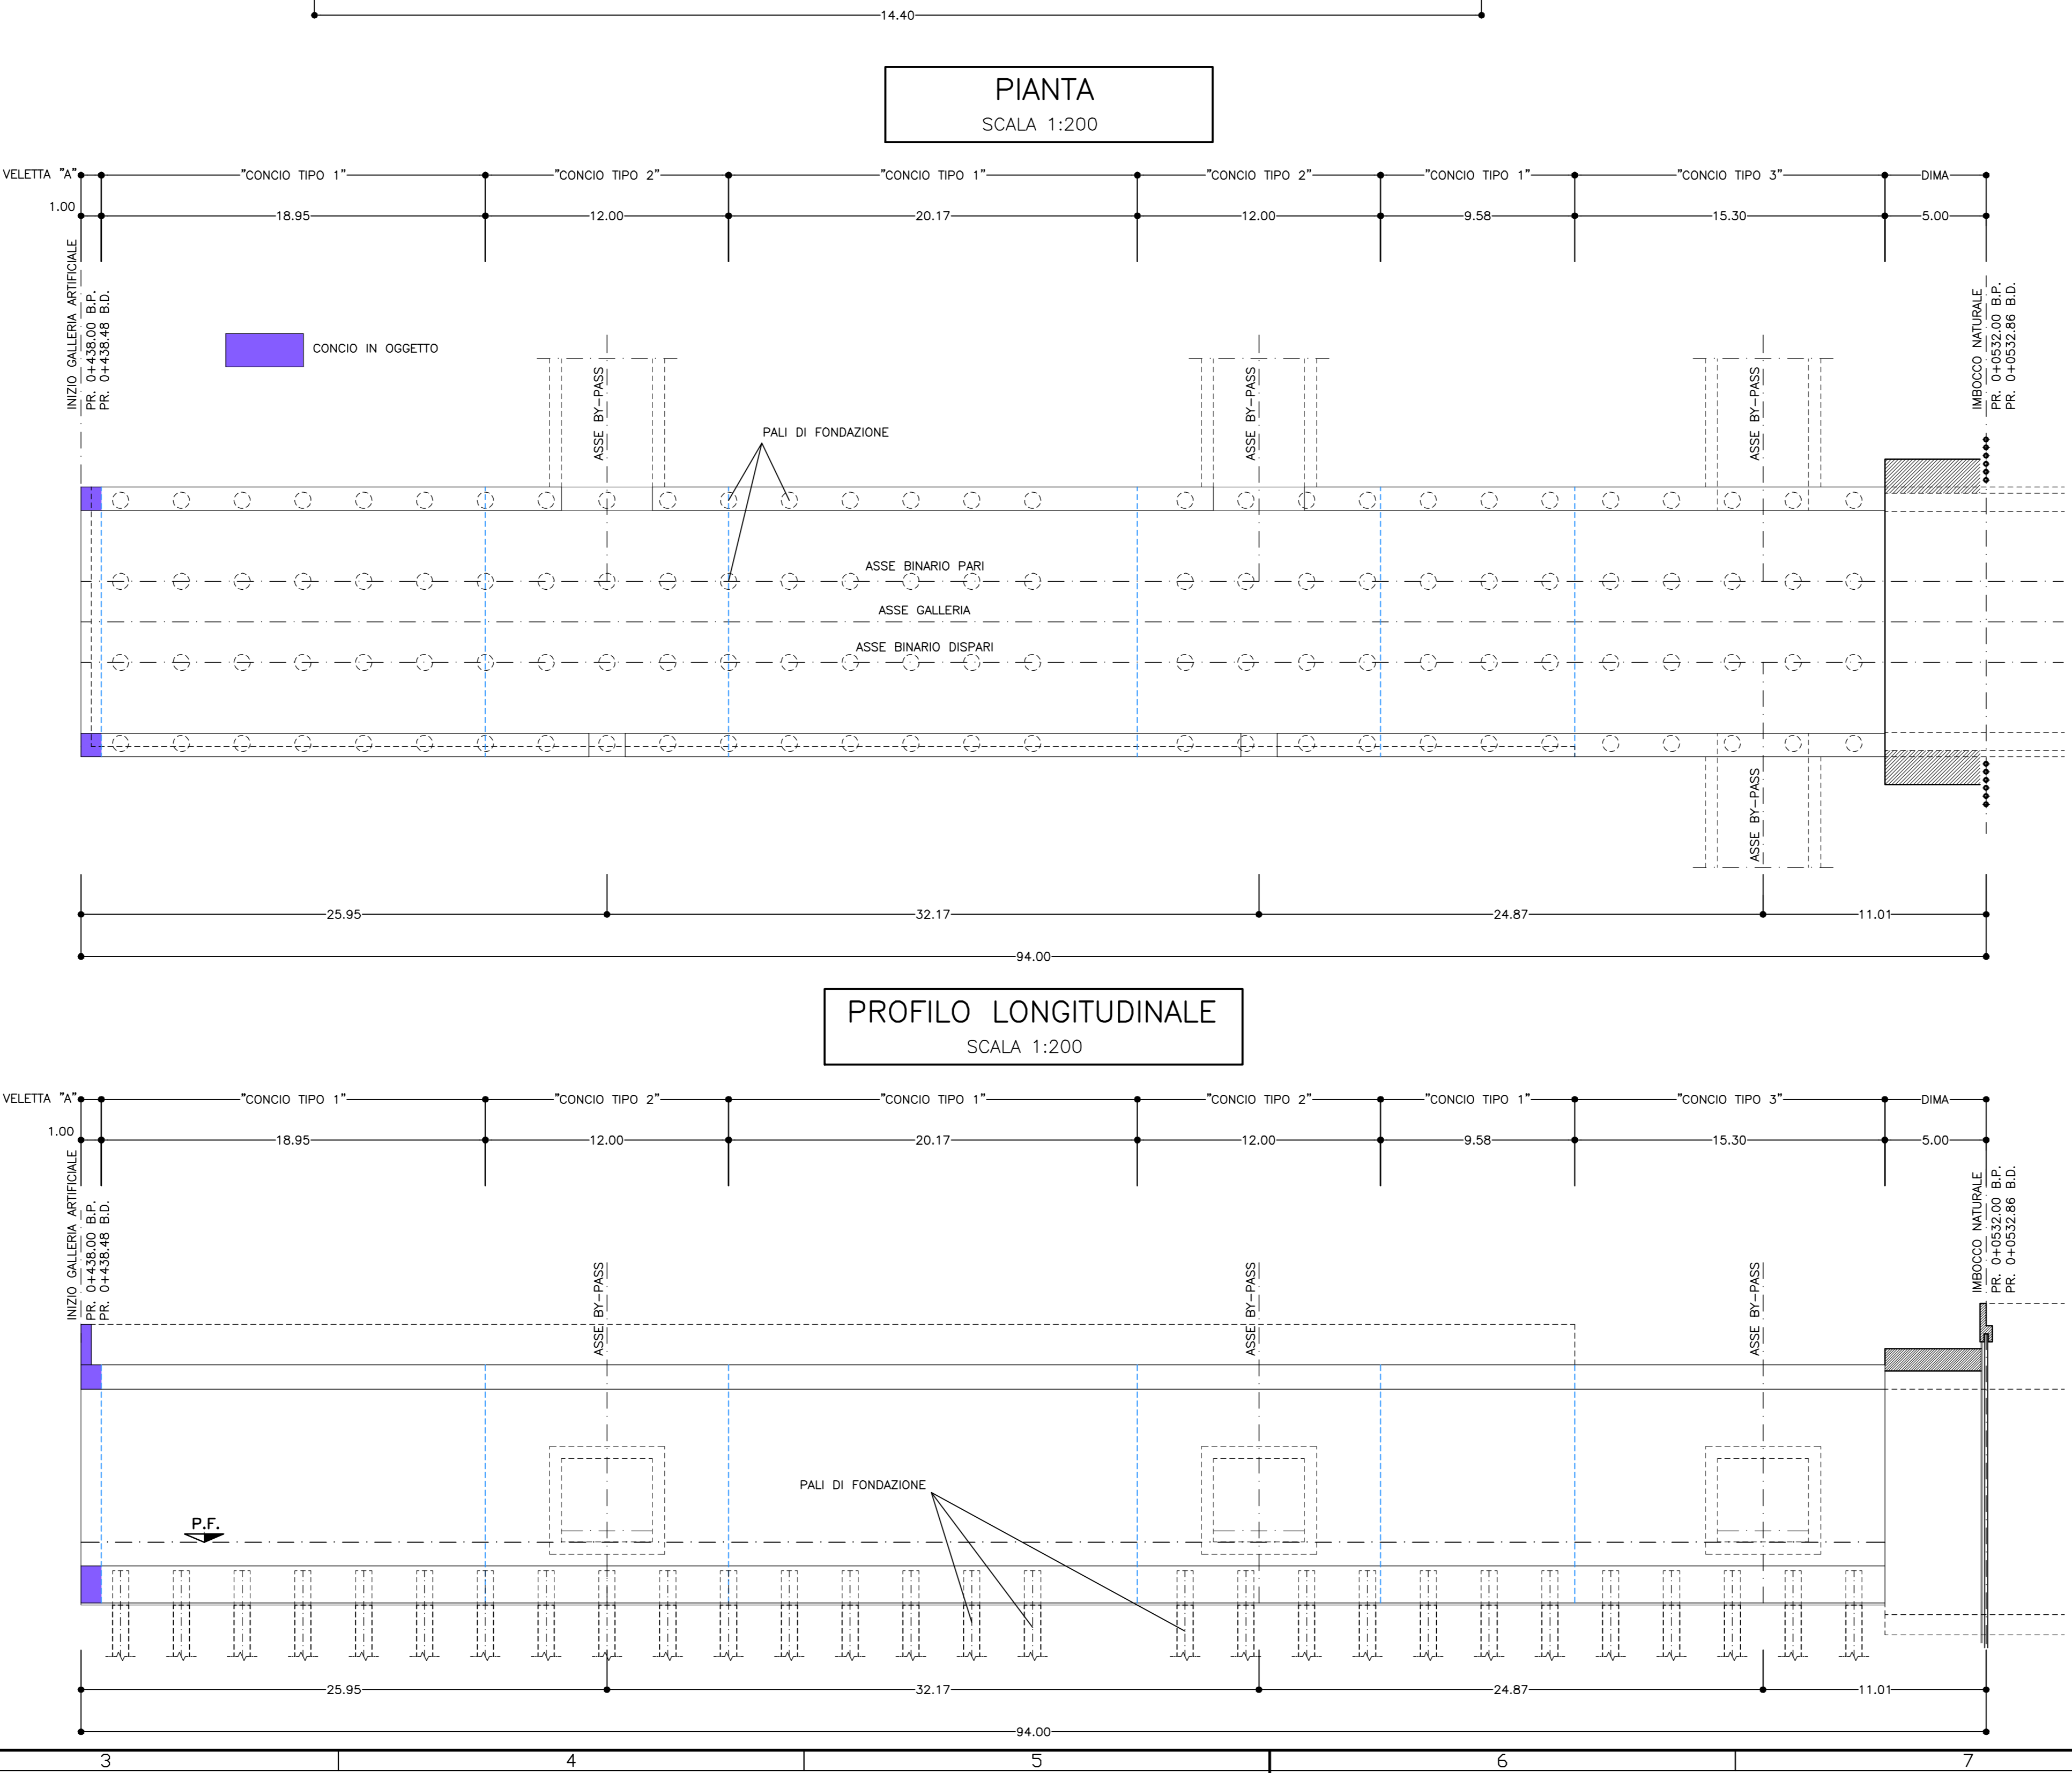 14.40
PIANTA
SCALA 1:200
VELETTA "A" "CONCIO TIPO 1" "CONCIO TIPO 2" "CONCIO TIPO 1" "CONCIO TIPO 2" "CONCIO TIPO 1" "CONCIO TIPO 3" DIMA
1.00 18.95 12.00 20.17 12.00 9.58 15.30 5.00
INIZIO GALLERIA ARTIFICIALE
PR. 0+438.00 B.P.
PR. 0+438.48 B.D.
IMBOCCO NATURALE
PR. 0+0532.00 B.P.
PR. 0+0532.86 B.D.
CONCIO IN OGGETTO
ASSE BY-PASS
ASSE BY-PASS
ASSE BY-PASS
PALI DI FONDAZIONE
ASSE BINARIO PARI
ASSE GALLERIA
ASSE BINARIO DISPARI
ASSE BY-PASS
25.95 32.17 24.87 11.01
94.00
PROFILO LONGITUDINALE
SCALA 1:200
VELETTA "A" "CONCIO TIPO 1" "CONCIO TIPO 2" "CONCIO TIPO 1" "CONCIO TIPO 2" "CONCIO TIPO 1" "CONCIO TIPO 3" DIMA
1.00 18.95 12.00 20.17 12.00 9.58 15.30 5.00
INIZIO GALLERIA ARTIFICIALE
PR. 0+438.00 B.P.
PR. 0+438.48 B.D.
IMBOCCO NATURALE
PR. 0+0532.00 B.P.
PR. 0+0532.86 B.D.
ASSE BY-PASS
ASSE BY-PASS
ASSE BY-PASS
PALI DI FONDAZIONE
P.F.
25.95 32.17 24.87 11.01
94.00
3 4 5 6 7